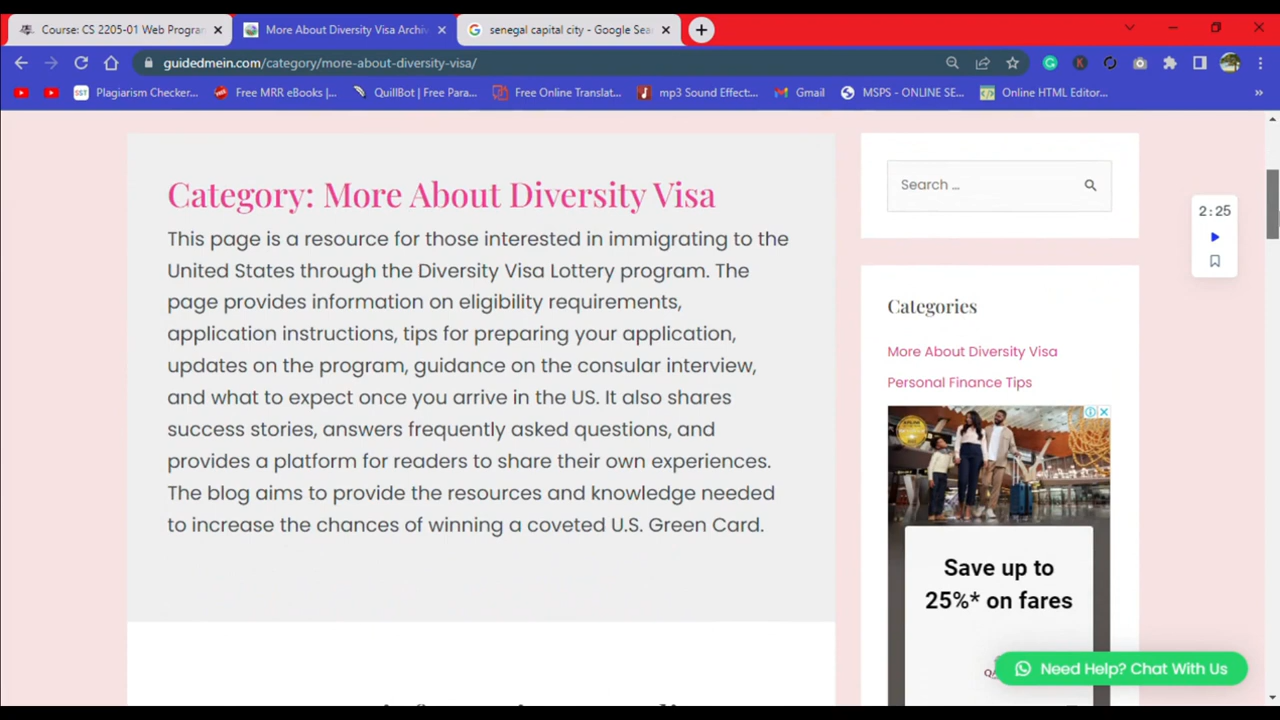 Course: CS 2205-01 Web Progra
More About Diversity Visa Archiv
senegal capital city - Google Sea
guidedmein.com/category/more-about-diversity-visa/
SST Plagiarism Checker...
Free MRR eBooks |...
QuillBot | Free Para...
Free Online Translat...
mp3 Sound Effect:...
Gmail
MSPS - ONLINE SE...
Online HTML Editor...
Category: More About Diversity Visa
This page is a resource for those interested in immigrating to the
United States through the Diversity Visa Lottery program. The
page provides information on eligibility requirements,
application instructions, tips for preparing your application,
updates on the program, guidance on the consular interview,
and what to expect once you arrive in the US. It also shares
success stories, answers frequently asked questions, and
provides a platform for readers to share their own experiences.
The blog aims to provide the resources and knowledge needed
to increase the chances of winning a coveted U.S. Green Card.
Search ...
2:25
Categories
More About Diversity Visa
Personal Finance Tips
Save up to
25%* on fares
Need Help? Chat With Us